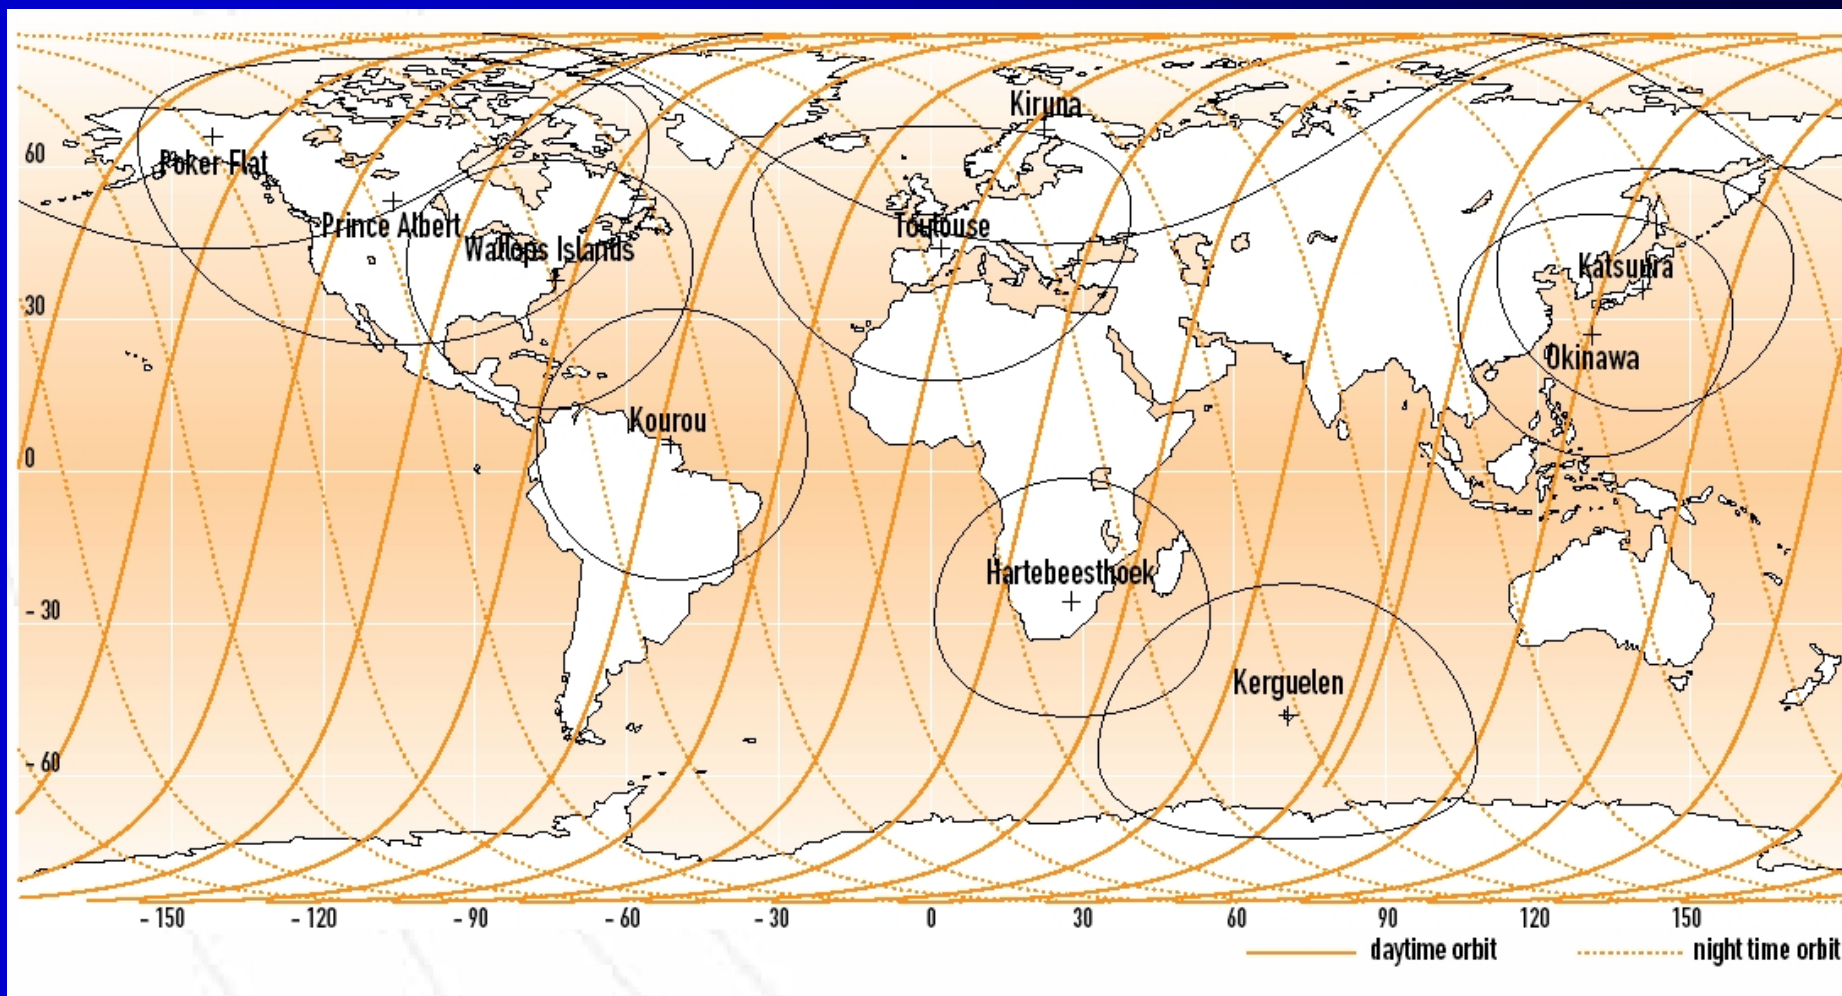 Kiruna
60
Poker Flat
Prince Albert
Toulouse
Wallops Islands
Katsuura
30
Okinawa
Kourou
0
Hartebeesthoek
- 30
Kerguelen
- 60
- 150 - 120 - 90 - 60 - 30 0 30 60 90 120 150
daytime orbit night time orbit